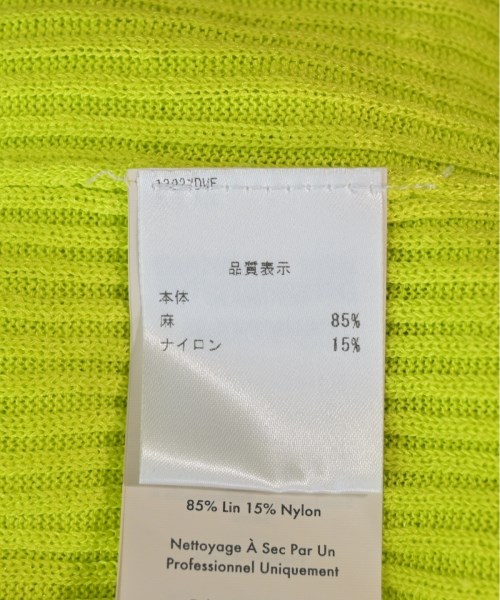 品質表示
本体
麻 85%
ナイロン 15%
85% Lin 15% Nylon
Nettoyage À Sec Par Un
Professionnel Uniquement